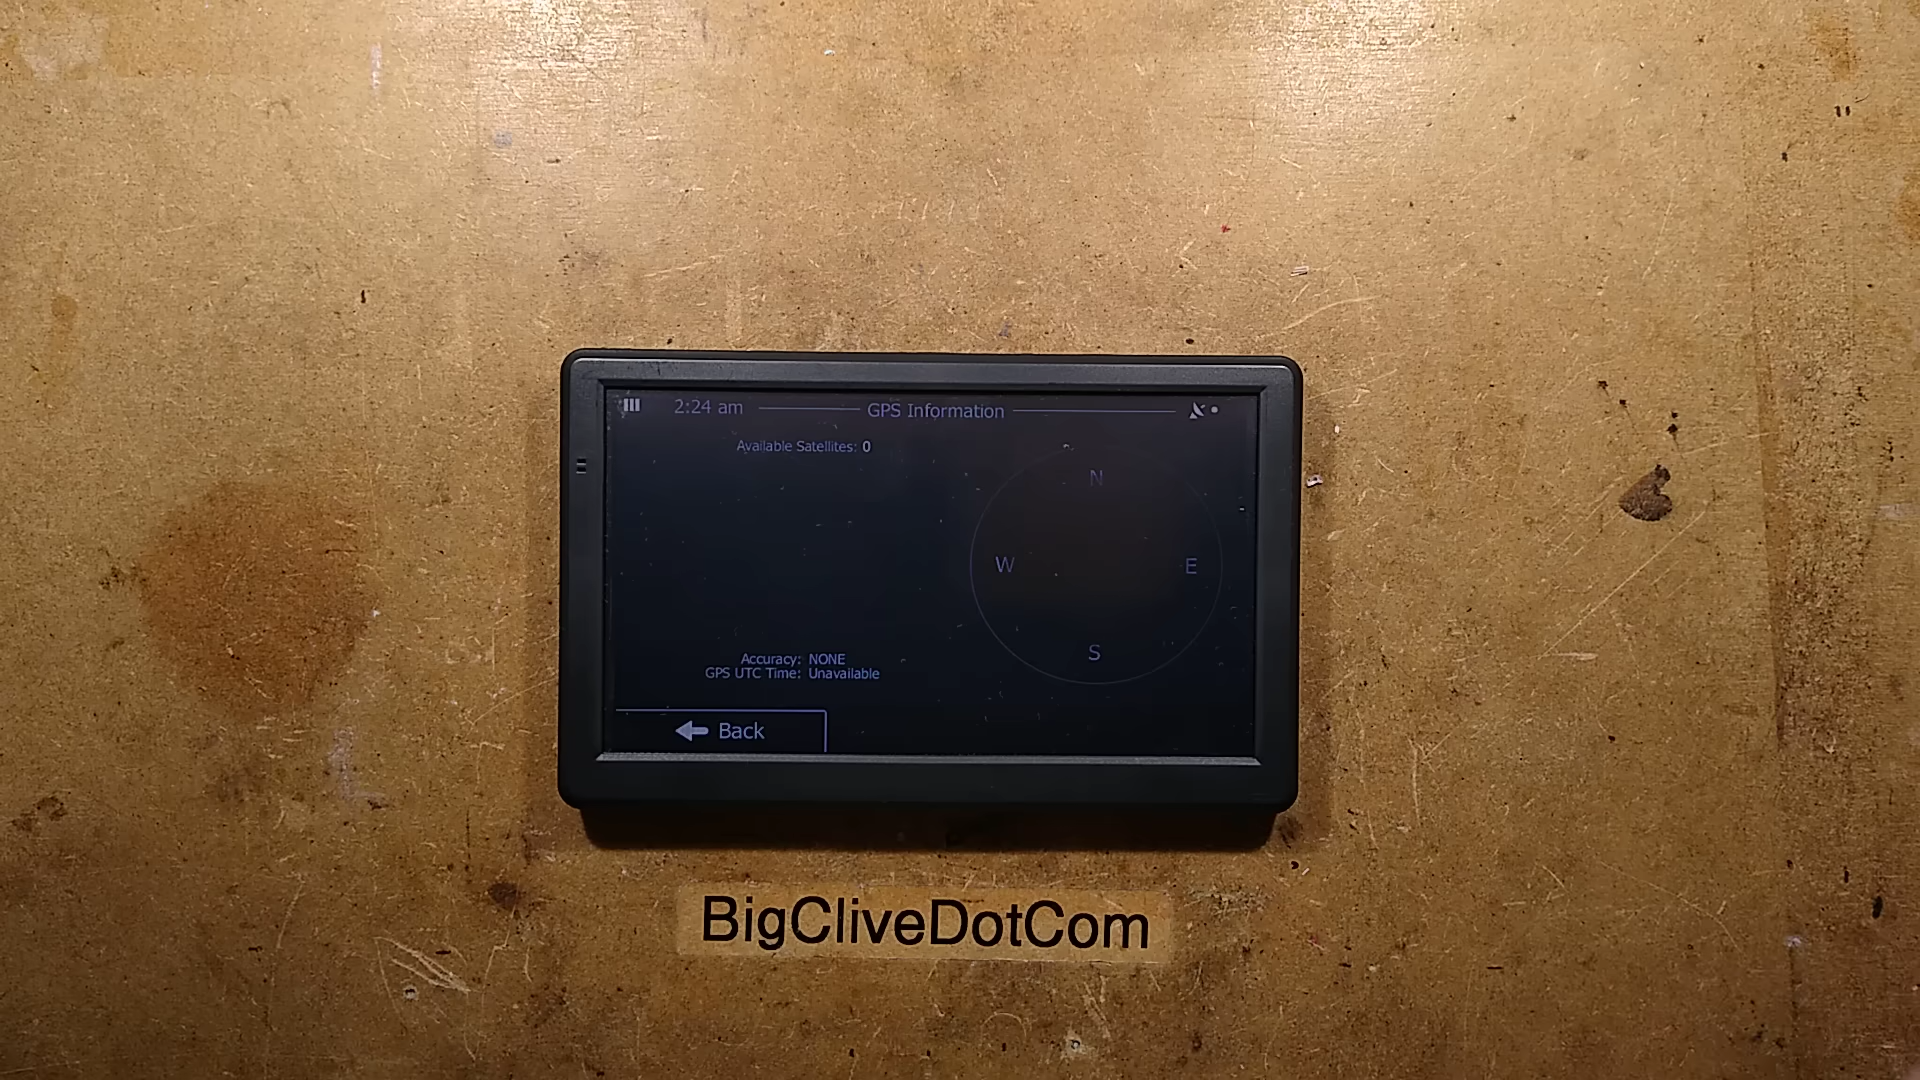 2:24 am
GPS Information
Available Satellites: 0
N
W
E
S
Accuracy: NONE
GPS UTC Time: Unavailable
Back
BigCliveDotCom